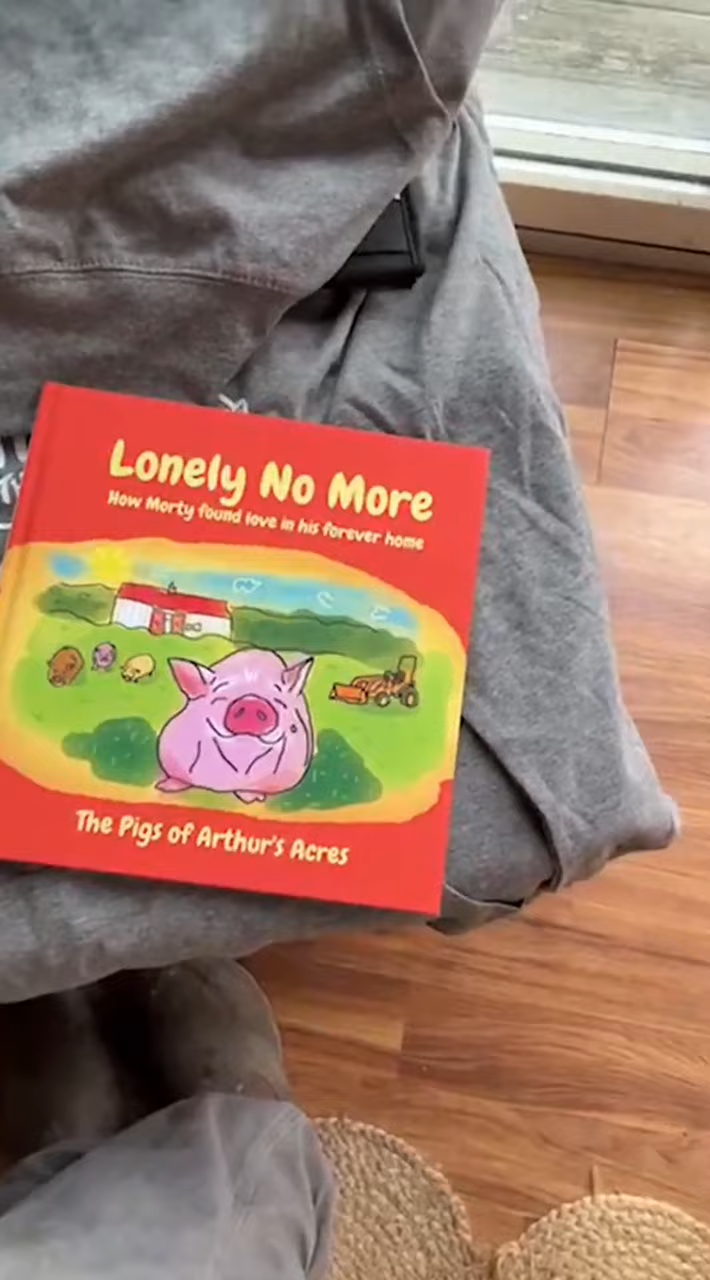 Lonely No More
How Morty found love in his forever home
The Pigs of Arthur's Acres